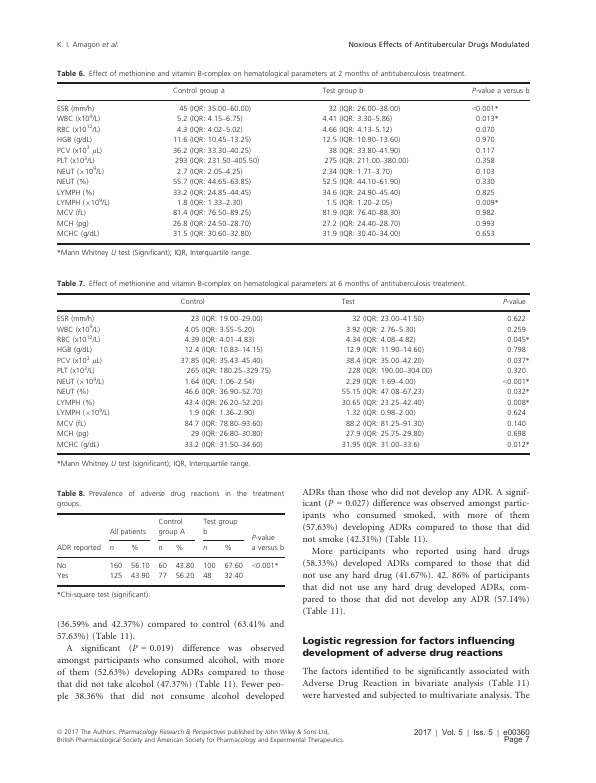 K. I. Amagon et al.
Noxious Effects of Antitubercular Drugs Modulated
Table 6. Effect of methionine and vitamin B-complex on hematological parameters at 2 months of antituberculosis treatment.
Control group a Test group b P-value a versus b
ESR (mm/h) 45 (IQR: 35.00–60.00) 32 (IQR: 26.00–38.00) <0.001*
WBC (x10⁹/L) 5.2 (IQR: 4.15–6.75) 4.41 (IQR: 3.30–5.86) 0.013*
RBC (x10¹²/L) 4.3 (IQR: 4.02–5.02) 4.66 (IQR: 4.13–5.12) 0.070
HGB (g/dL) 11.6 (IQR: 10.45–13.25) 12.5 (IQR: 10.90–13.60) 0.970
PCV (x10³ μL) 36.2 (IQR: 33.30–40.25) 38 (IQR: 33.80–41.90) 0.117
PLT (x10⁹/L) 293 (IQR: 231.50–405.50) 275 (IQR: 211.00–380.00) 0.358
NEUT (×10⁹/L) 2.7 (IQR: 2.05–4.25) 2.34 (IQR: 1.71–3.70) 0.103
NEUT (%) 55.7 (IQR: 44.65–63.85) 52.5 (IQR: 44.10–61.90) 0.330
LYMPH (%) 33.2 (IQR: 24.85–44.45) 34.6 (IQR: 24.90–45.40) 0.825
LYMPH (×10⁹/L) 1.8 (IQR: 1.33–2.30) 1.5 (IQR: 1.20–2.05) 0.009*
MCV (fL) 81.4 (IQR: 76.50–89.25) 81.9 (IQR: 76.40–88.30) 0.982
MCH (pg) 26.8 (IQR: 24.50–28.70) 27.2 (IQR: 24.40–28.70) 0.993
MCHC (g/dL) 31.5 (IQR: 30.60–32.80) 31.9 (IQR: 30.40–34.00) 0.653
*Mann Whitney U test (Significant); IQR, Interquartile range.
Table 7. Effect of methionine and vitamin B-complex on hematological parameters at 6 months of antituberculosis treatment.
Control Test P-value
ESR (mm/h) 23 (IQR: 19.00–29.00) 32 (IQR: 23.00–41.50) 0.622
WBC (x10⁹/L) 4.05 (IQR: 3.55–5.20) 3.92 (IQR: 2.76–5.30) 0.259
RBC (x10¹²/L) 4.39 (IQR: 4.01–4.83) 4.34 (IQR: 4.08–4.82) 0.045*
HGB (g/dL) 12.4 (IQR: 10.83–14.15) 12.9 (IQR: 11.90–14.60) 0.798
PCV (x10³ μL) 37.85 (IQR: 35.43–45.40) 38.4 (IQR: 35.00–42.20) 0.037*
PLT (x10⁹/L) 265 (IQR: 180.25–329.75) 228 (IQR: 190.00–304.00) 0.320
NEUT (×10⁹/L) 1.64 (IQR: 1.06–2.54) 2.29 (IQR: 1.69–4.00) <0.001*
NEUT (%) 46.6 (IQR: 36.90–52.70) 55.15 (IQR: 47.08–67.23) 0.032*
LYMPH (%) 43.4 (IQR: 26.20–52.20) 30.65 (IQR: 23.25–42.40) 0.008*
LYMPH (×10⁹/L) 1.9 (IQR: 1.36–2.90) 1.32 (IQR: 0.98–2.00) 0.624
MCV (fL) 84.7 (IQR: 78.80–93.60) 88.2 (IQR: 81.25–91.30) 0.140
MCH (pg) 29 (IQR: 26.80–30.80) 27.9 (IQR: 25.75–29.80) 0.698
MCHC (g/dL) 33.2 (IQR: 31.50–34.60) 31.95 (IQR: 31.00–33.6) 0.012*
*Mann Whitney U test (significant); IQR, Interquartile range.
Table 8. Prevalence of adverse drug reactions in the treatment
groups.
All patients Control group A Test group b P-value a versus b
ADR reported n % n % n %
No 160 56.10 60 43.80 100 67.60 <0.001*
Yes 125 43.90 77 56.20 48 32.40
*Chi-square test (significant).
(36.59% and 42.37%) compared to control (63.41% and
57.63%) (Table 11).
A significant (P = 0.019) difference was observed
amongst participants who consumed alcohol, with more
of them (52.63%) developing ADRs compared to those
that did not take alcohol (47.37%) (Table 11). Fewer peo-
ple 38.36% that did not consume alcohol developed
ADRs than those who did not develop any ADR. A signif-
icant (P = 0.027) difference was observed amongst partic-
ipants who consumed smoked, with more of them
(57.63%) developing ADRs compared to those that did
not smoke (42.31%) (Table 11).
More participants who reported using hard drugs
(58.33%) developed ADRs compared to those that did
not use any hard drug (41.67%). 42. 86% of participants
that did not use any hard drug developed ADRs, com-
pared to those that did not develop any ADR (57.14%)
(Table 11).
Logistic regression for factors influencing
development of adverse drug reactions
The factors identified to be significantly associated with
Adverse Drug Reaction in bivariate analysis (Table 11)
were harvested and subjected to multivariate analysis. The
© 2017 The Authors. Pharmacology Research & Perspectives published by John Wiley & Sons Ltd,
British Pharmacological Society and American Society for Pharmacology and Experimental Therapeutics.
2017 | Vol. 5 | Iss. 5 | e00360
Page 7